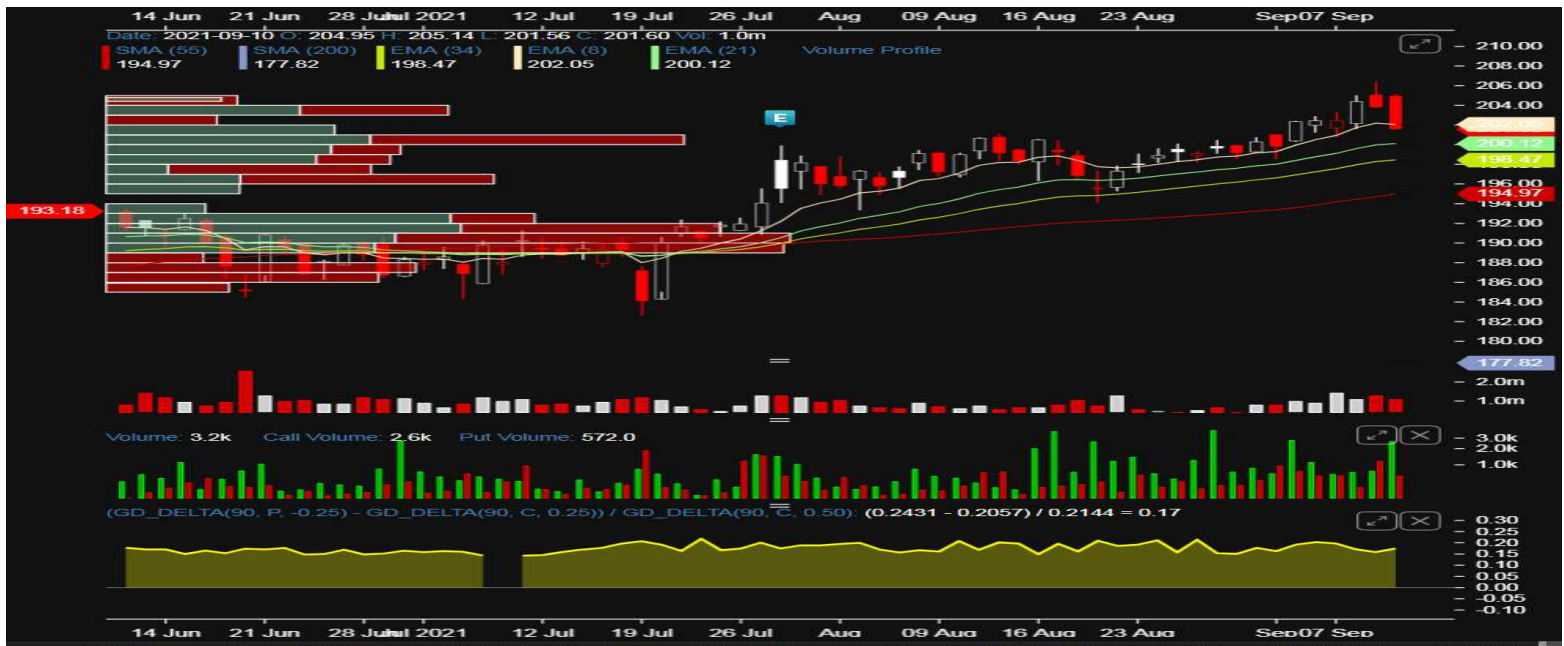 14 Jun 21 Jun 28 Jun 2021 12 Jul 19 Jul 26 Jul Aug 09 Aug 16 Aug 23 Aug Sep07 Sep
Date: 2021-09-10 O: 204.95 H: 205.14 L: 201.56 C: 201.60 Vol: 1.0m
SMA (55) SMA (200) EMA (34) EMA (8) EMA (21) Volume Profile
194.97 177.82 198.47 202.05 200.12
210.00
208.00
206.00
E
204.00
202.05
200.12
198.47
196.00
194.97
193.18
194.00
192.00
190.00
188.00
186.00
184.00
182.00
180.00
177.82
2.0m
1.0m
Volume: 3.2k Call Volume: 2.6k Put Volume: 572.0
3.0k
2.0k
1.0k
(GD_DELTA(90, P, -0.25) - GD_DELTA(90, C, 0.25)) / GD_DELTA(90, C, 0.50): (0.2431 - 0.2057) / 0.2144 = 0.17
0.30
0.25
0.20
0.15
0.10
0.05
0.00
-0.05
-0.10
14 Jun 21 Jun 28 Jun 2021 12 Jul 19 Jul 26 Jul Aug 09 Aug 16 Aug 23 Aug Sep07 Sep